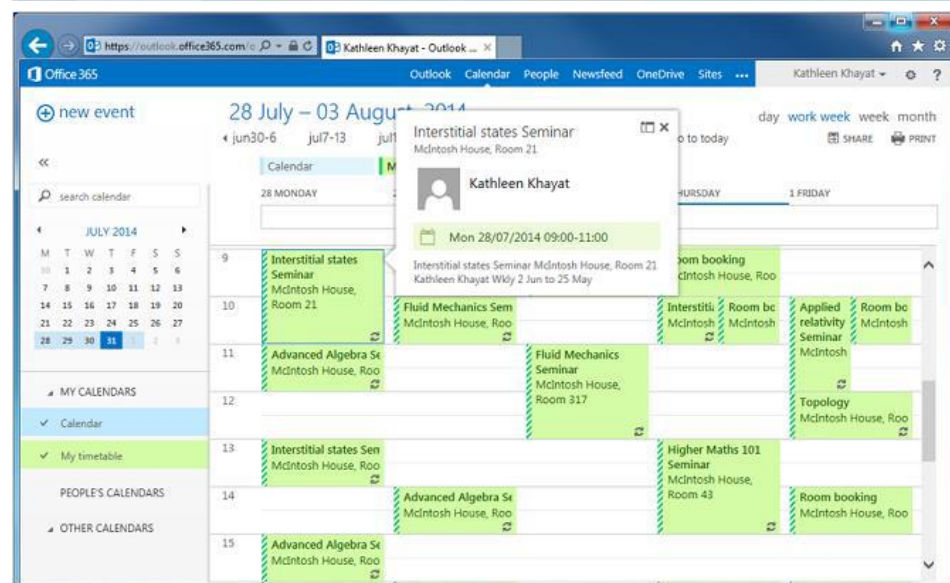 https://outlook.office365.com/
Kathleen Khayat - Outlook ...
Office 365
Outlook Calendar People Newsfeed OneDrive Sites ...
Kathleen Khayat
?
new event
28 July – 03 August, 2014
day work week week month
jun30-6 jul7-13
o to today
SHARE
PRINT
search calendar
Calendar
28 MONDAY
1 FRIDAY
Interstitial states Seminar
McIntosh House, Room 21
Kathleen Khayat
Mon 28/07/2014 09:00-11:00
Interstitial states Seminar McIntosh House, Room 21
Kathleen Khayat Wkly 2 Jun to 25 May
JULY 2014
M T W T F S S
30 1 2 3 4 5 6
7 8 9 10 11 12 13
14 15 16 17 18 19 20
21 22 23 24 25 26 27
28 29 30 31 1 2 3
MY CALENDARS
Calendar
My timetable
PEOPLE'S CALENDARS
OTHER CALENDARS
9
Interstitial states
Seminar
McIntosh House,
Room 21
oom booking
cIntosh House, Roo
10
Fluid Mechanics Sem
McIntosh House, Roo
Interstiti
McIntosh
Room bc
McIntosh
Applied
relativity
Seminar
McIntosh
Room bc
McIntosh
11
Advanced Algebra Se
McIntosh House, Roo
Fluid Mechanics
Seminar
McIntosh House,
Room 317
12
Topology
McIntosh House, Roo
13
Interstitial states Sen
McIntosh House, Roo
Higher Maths 101
Seminar
McIntosh House,
Room 43
14
Advanced Algebra Se
McIntosh House, Roo
Room booking
McIntosh House, Roo
15
Advanced Algebra Se
McIntosh House, Roo